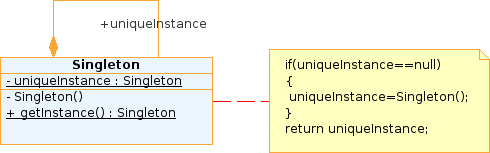 +uniqueInstance
Singleton
- uniqueInstance : Singleton
- Singleton()
+ getInstance() : Singleton
if(uniqueInstance==null)
{
uniqueInstance=Singleton();
}
return uniqueInstance;